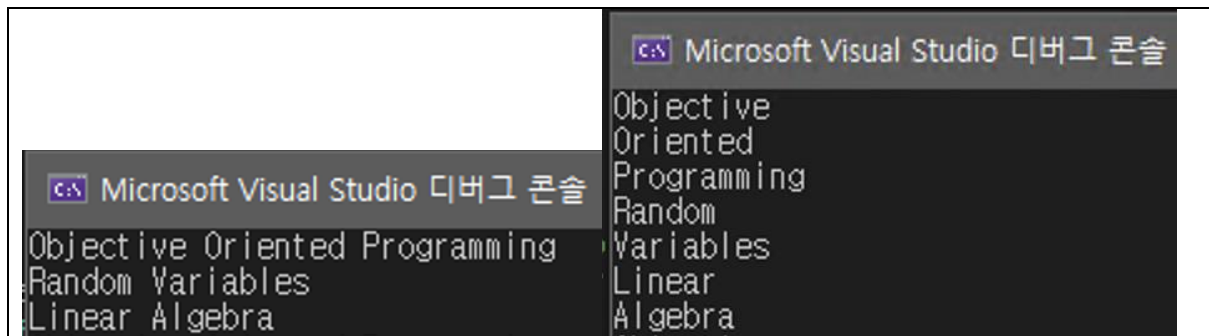 Microsoft Visual Studio 디버그 콘솔
Objective Oriented Programming
Random Variables
Linear Algebra
Microsoft Visual Studio 디버그 콘솔
Objective
Oriented
Programming
Random
Variables
Linear
Algebra